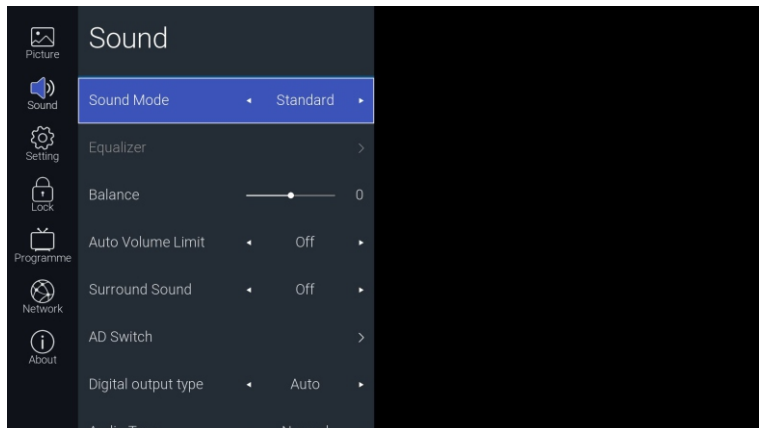 Picture
Sound
Setting
Lock
Programme
Network
About
Sound
Sound Mode Standard
Equalizer
Balance 0
Auto Volume Limit Off
Surround Sound Off
AD Switch
Digital output type Auto